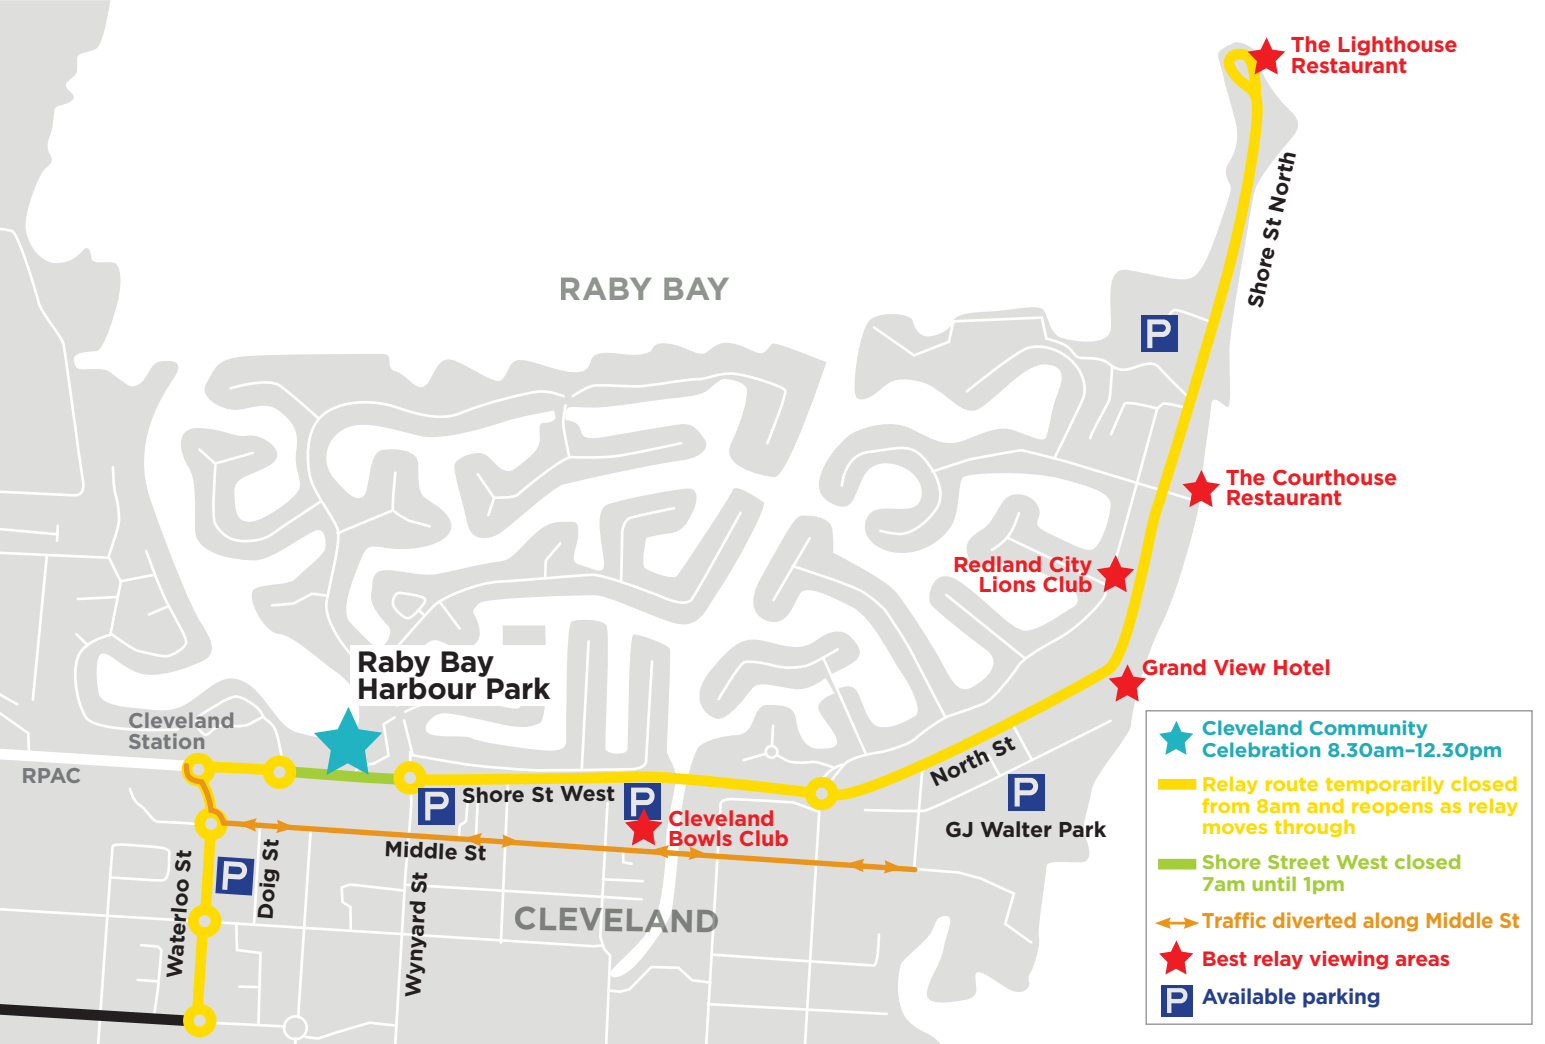 The Lighthouse
Restaurant
Shore St North
RABY BAY
P
The Courthouse
Restaurant
Redland City
Lions Club
Grand View Hotel
Raby Bay
Harbour Park
Cleveland
Station
RPAC
North St
P
Shore St West
P
Cleveland
Bowls Club
P
GJ Walter Park
Middle St
Waterloo St
P
Doig St
Wynyard St
CLEVELAND
Cleveland Community
Celebration 8.30am–12.30pm
Relay route temporarily closed
from 8am and reopens as relay
moves through
Shore Street West closed
7am until 1pm
Traffic diverted along Middle St
Best relay viewing areas
P Available parking